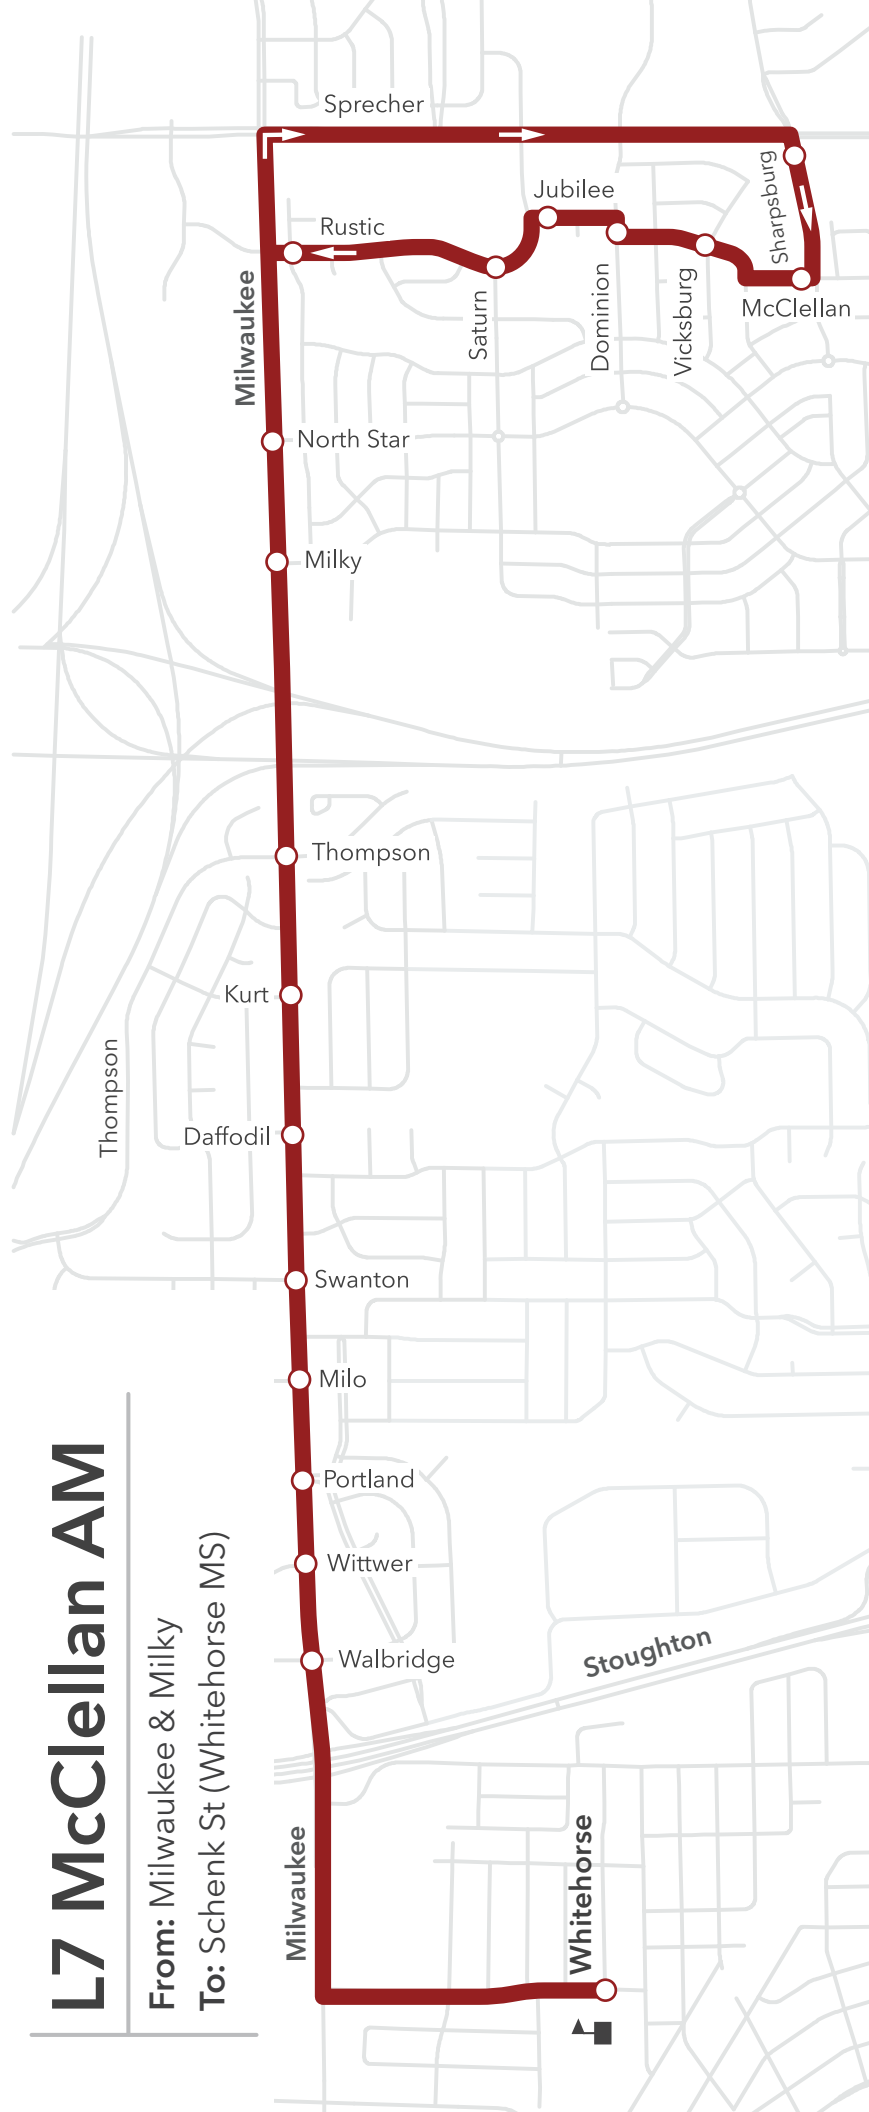 L7 McClellan AM
From: Milwaukee & Milky
To: Schenk St (Whitehorse MS)
Sprecher
Sharpsburg
Jubilee
Rustic
Milwaukee
Saturn
Dominion
Vicksburg
McClellan
North Star
Milky
Thompson
Kurt
Thompson
Daffodil
Swanton
Milo
Portland
Wittwer
Walbridge
Stoughton
Milwaukee
Whitehorse